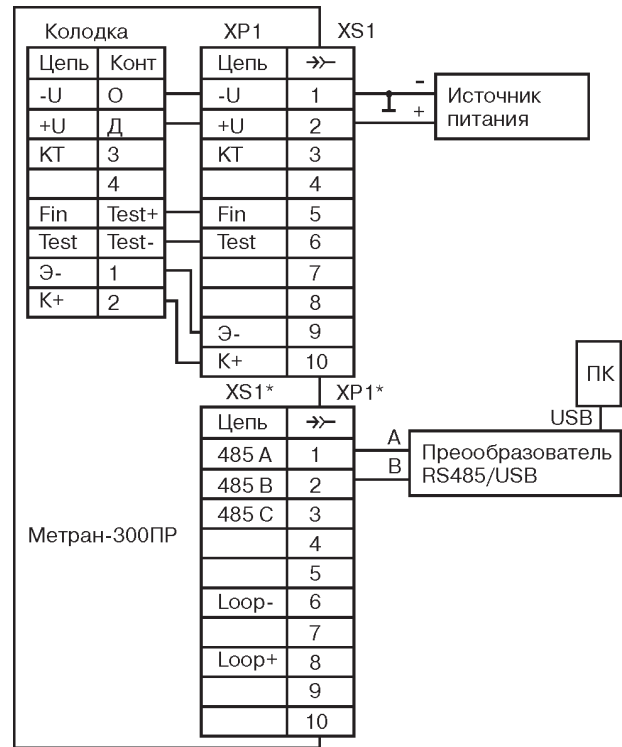 Колодка XP1 XS1
Цепь Конт Цепь
-U О -U 1 - Источник
+U Д +U 2 + питания
КТ 3 КТ 3
4 4
Fin Test+ Fin 5
Test Test- Test 6
Э- 1 7
К+ 2 8
Э- 9
К+ 10
ПК
XS1* XP1*
USB
Цепь
485 A 1 A Преообразователь
485 B 2 B RS485/USB
485 C 3
Метран-300ПР
4
5
Loop- 6
7
Loop+ 8
9
10